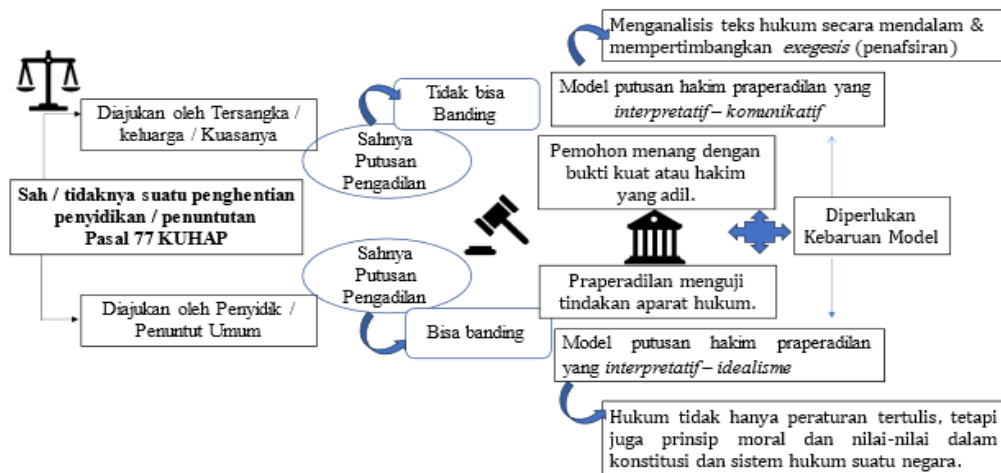 Menganalisis teks hukum secara mendalam &
mempertimbangkan exegesis (penafsiran)
Tidak bisa
Banding
Model putusan hakim praperadilan yang
interpretatif – komunikatif
Diajukan oleh Tersangka /
keluarga / Kuasanya
Sahnya
Putusan
Pengadilan
Pemohon menang dengan
bukti kuat atau hakim
yang adil.
Sah / tidaknya suatu penghentian
penyidikan / penuntutan
Pasal 77 KUHAP
Diperlukan
Kebaruan Model
Sahnya
Putusan
Pengadilan
Praperadilan menguji
tindakan aparat hukum.
Diajukan oleh Penyidik /
Penuntut Umum
Bisa banding
Model putusan hakim praperadilan
yang interpretatif – idealisme
Hukum tidak hanya peraturan tertulis, tetapi
juga prinsip moral dan nilai-nilai dalam
konstitusi dan sistem hukum suatu negara.